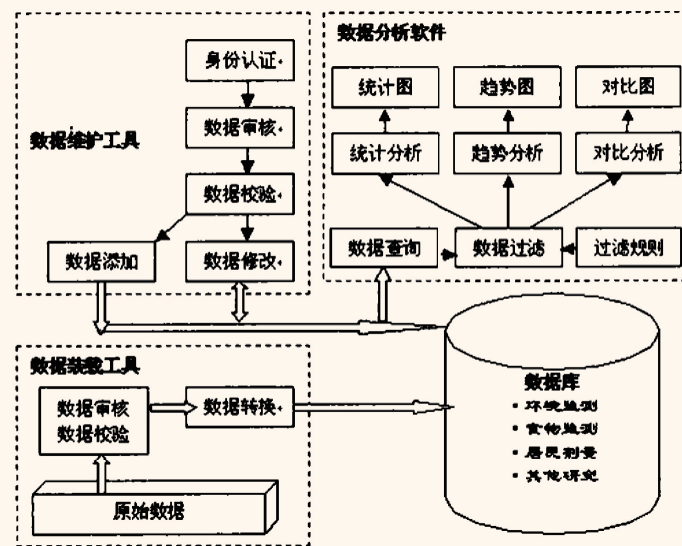 数据维护工具
身份认证
数据审核
数据校验
数据添加
数据修改
数据分析软件
统计图
趋势图
对比图
统计分析
趋势分析
对比分析
数据查询
数据过滤
过滤规则
数据装载工具
数据审核
数据校验
数据转换
原始数据
数据库
• 环境监测
• 食物监测
• 居民剂量
• 其他研究